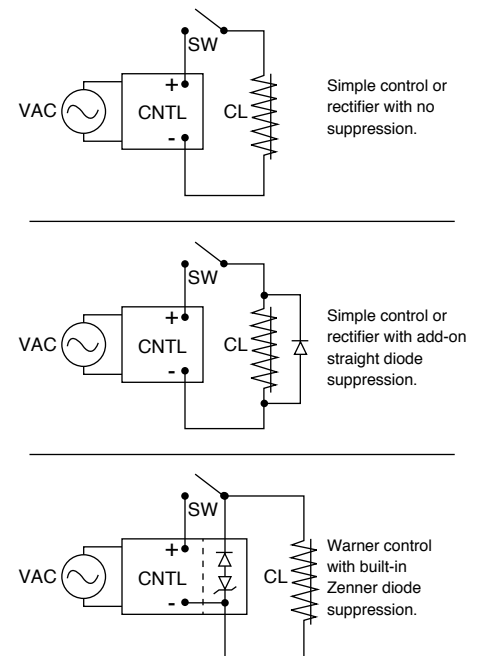 SW
+
VAC
CNTL
CL
-
Simple control or
rectifier with no
suppression.
SW
+
VAC
CNTL
CL
-
Simple control or
rectifier with add-on
straight diode
suppression.
SW
+
VAC
CNTL
CL
-
Warner control
with built-in
Zenner diode
suppression.